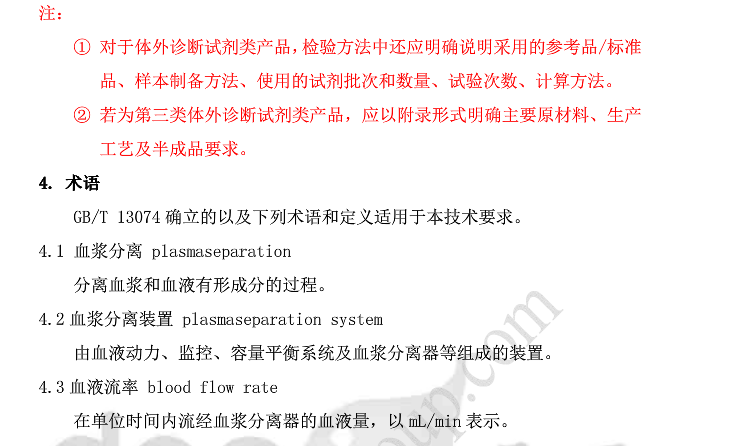 注：
① 对于体外诊断试剂类产品，检验方法中还应明确说明采用的参考品/标准
品、样本制备方法、使用的试剂批次和数量、试验次数、计算方法。
② 若为第三类体外诊断试剂类产品，应以附录形式明确主要原材料、生产
工艺及半成品要求。
4. 术语
GB/T 13074 确立的以及下列术语和定义适用于本技术要求。
4.1 血浆分离 plasmaseparation
分离血浆和血液有形成分的过程。
4.2 血浆分离装置 plasmaseparation system
由血液动力、监控、容量平衡系统及血浆分离器等组成的装置。
4.3 血液流率 blood flow rate
在单位时间内流经血浆分离器的血液量，以 mL/min 表示。
oup.com